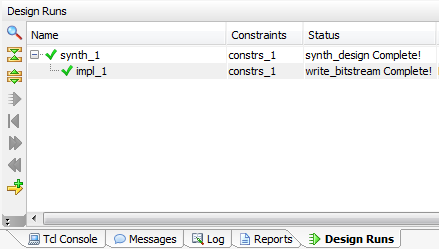 Design Runs
Name Constraints Status
synth_1 constrs_1 synth_design Complete!
impl_1 constrs_1 write_bitstream Complete!
Tcl Console Messages Log Reports Design Runs